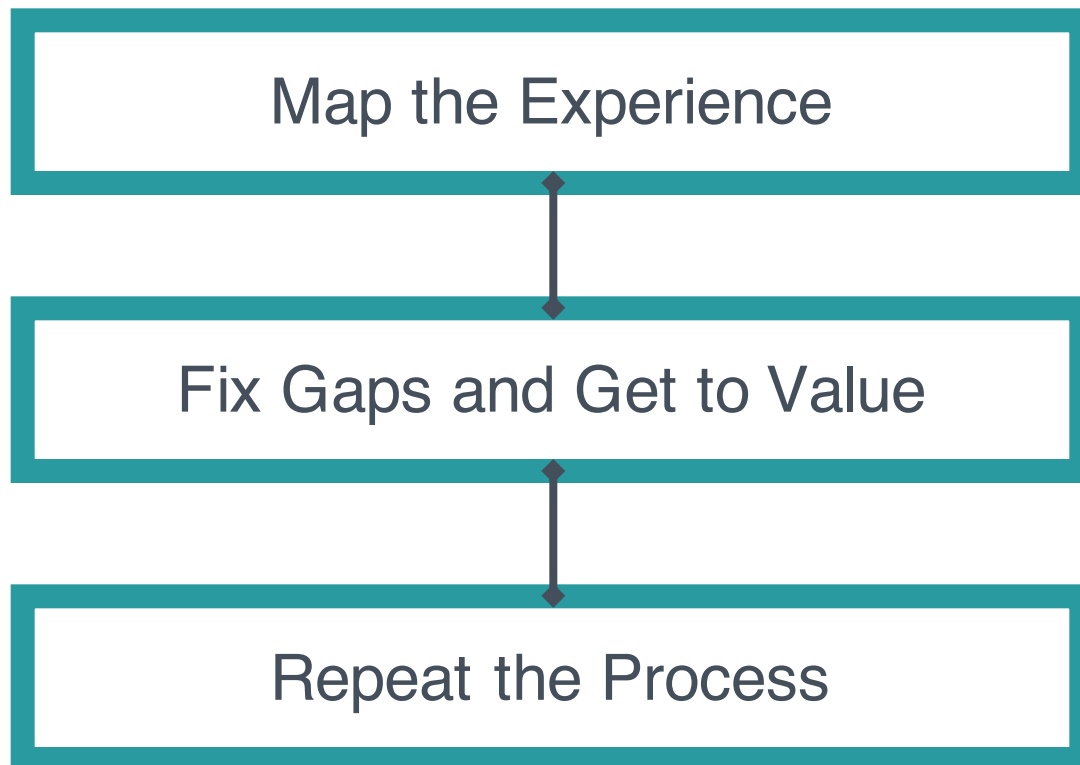 Map the Experience
Fix Gaps and Get to Value
Repeat the Process